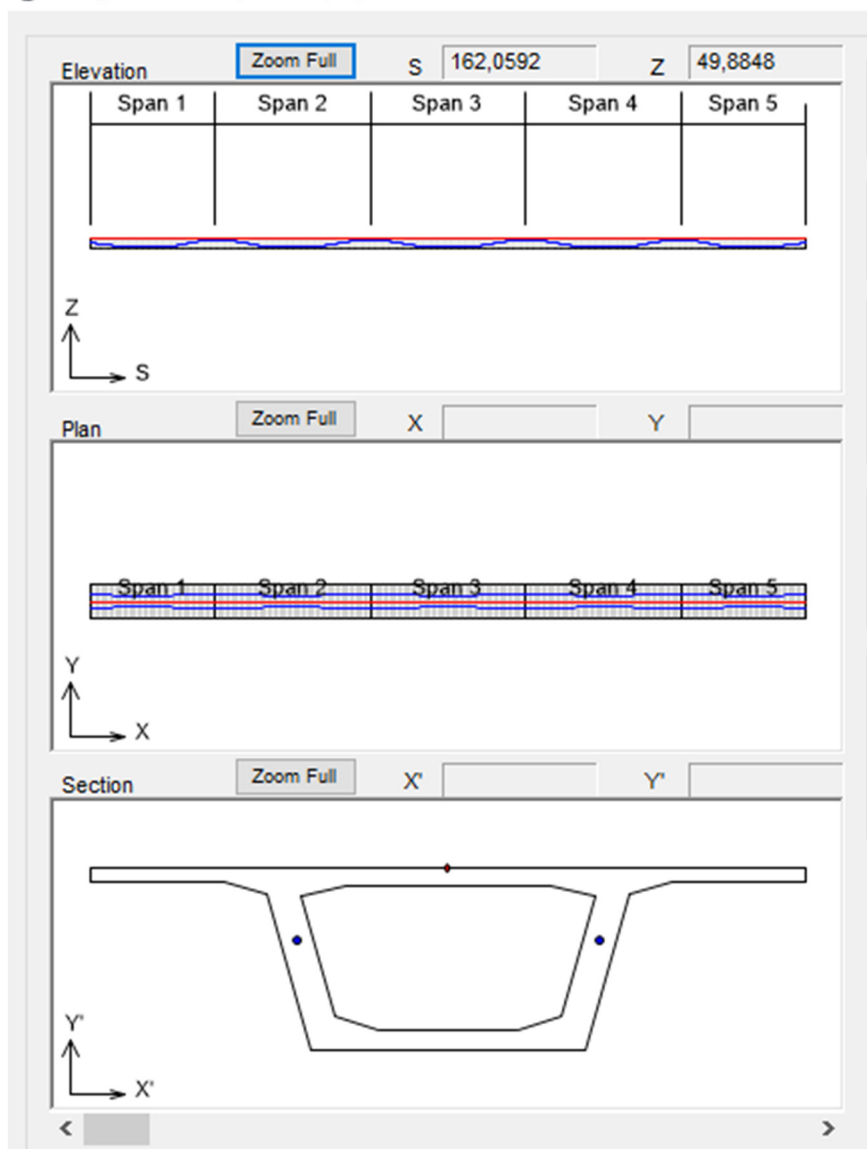 Elevation Zoom Full S 162,0592 Z 49,8848
Span 1 Span 2 Span 3 Span 4 Span 5
Z
S
Plan Zoom Full X Y
Span 1 Span 2 Span 3 Span 4 Span 5
Y
X
Section Zoom Full X' Y'
Y'
X'